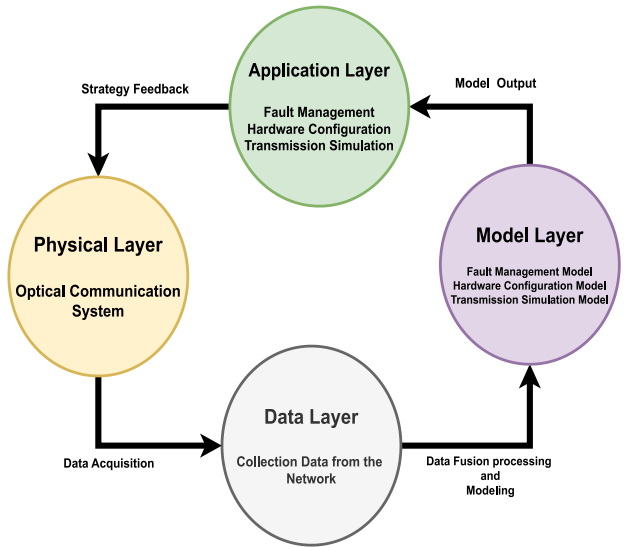 Application Layer
Fault Management
Hardware Configuration
Transmission Simulation
Strategy Feedback
Model Output
Physical Layer
Optical Communication
System
Model Layer
Fault Management Model
Hardware Configuration Model
Transmission Simulation Model
Data Layer
Collection Data from the
Network
Data Acquisition
Data Fusion processing
and
Modeling